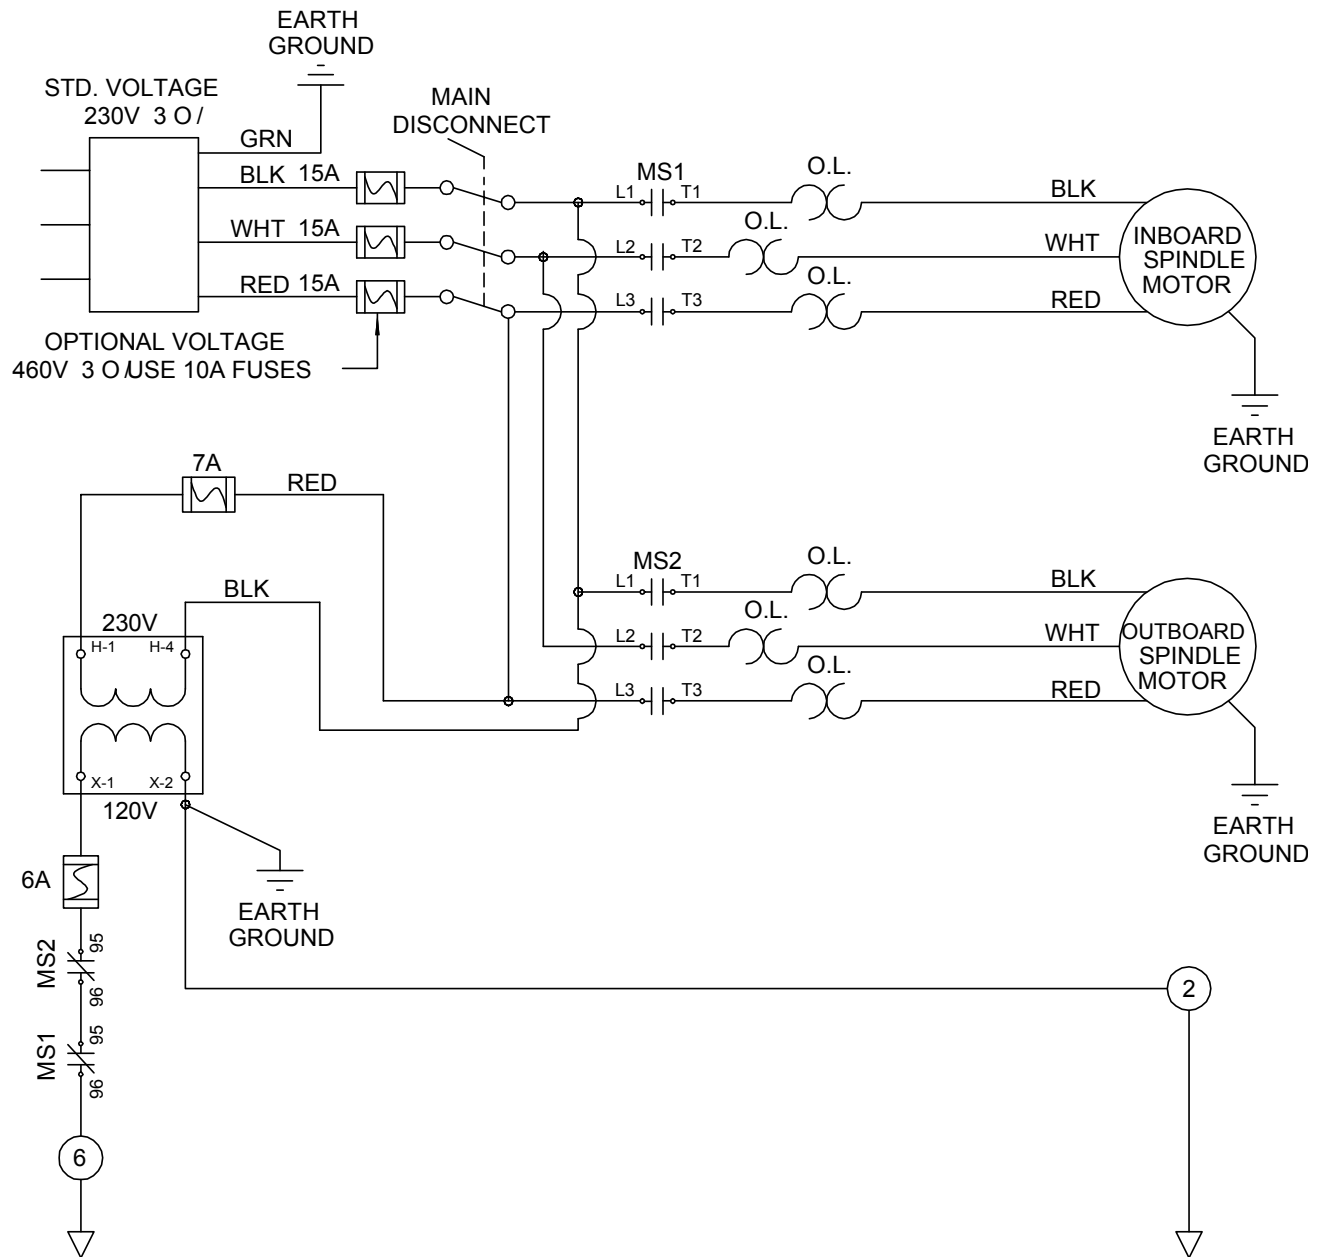 EARTH
GROUND
STD. VOLTAGE
230V 3 O /
MAIN
DISCONNECT
GRN
BLK 15A
WHT 15A
RED 15A
OPTIONAL VOLTAGE
460V 3 O /USE 10A FUSES
MS1
L1 T1
O.L.
BLK
L2 T2
O.L.
WHT
L3 T3
O.L.
RED
INBOARD
SPINDLE
MOTOR
EARTH
GROUND
7A
RED
BLK
230V
H-1 H-4
X-1 X-2
120V
MS2
L1 T1
O.L.
BLK
L2 T2
O.L.
WHT
L3 T3
O.L.
RED
OUTBOARD
SPINDLE
MOTOR
EARTH
GROUND
6A
EARTH
GROUND
MS2
95
96
MS1
95
96
2
6